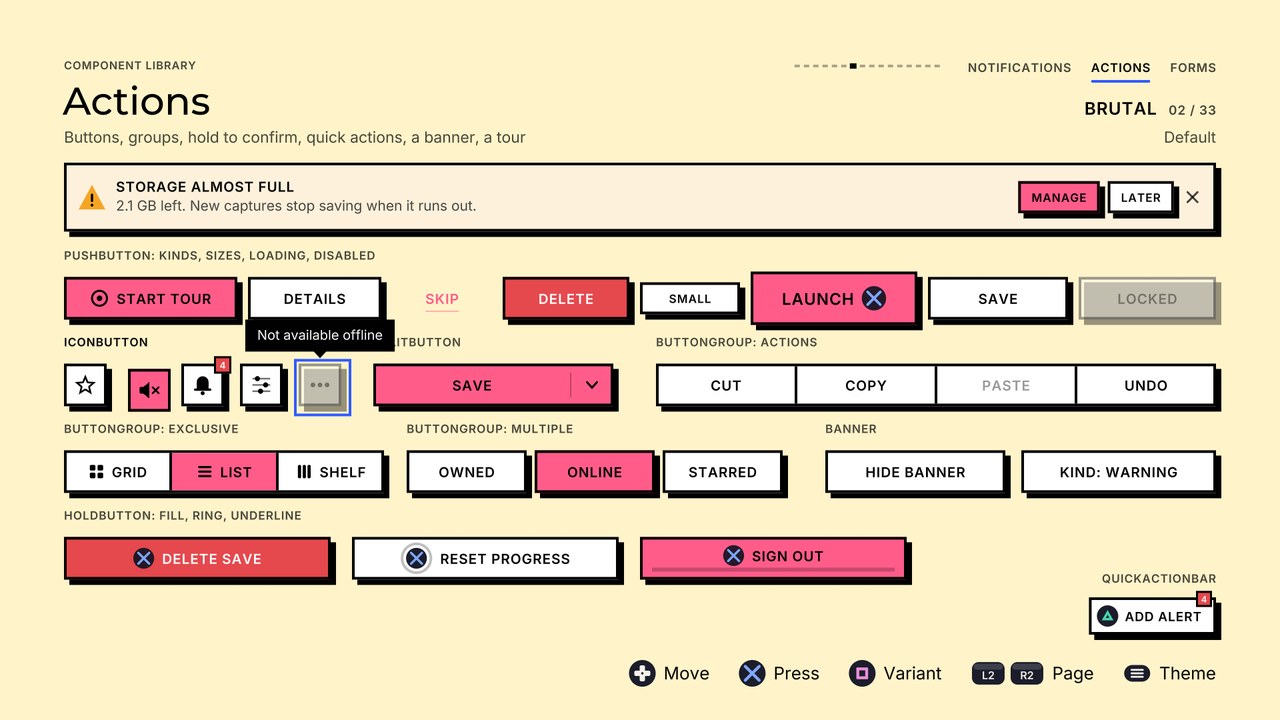 COMPONENT LIBRARY
NOTIFICATIONS ACTIONS FORMS
Actions
BRUTAL 02 / 33
Buttons, groups, hold to confirm, quick actions, a banner, a tour
Default
STORAGE ALMOST FULL
2.1 GB left. New captures stop saving when it runs out.
MANAGE LATER
PUSHBUTTON: KINDS, SIZES, LOADING, DISABLED
START TOUR DETAILS SKIP DELETE SMALL LAUNCH SAVE LOCKED
Not available offline
ICONBUTTON BUTTONGROUP: ACTIONS
4
SAVE CUT COPY PASTE UNDO
BUTTONGROUP: EXCLUSIVE BUTTONGROUP: MULTIPLE BANNER
GRID LIST SHELF OWNED ONLINE STARRED HIDE BANNER KIND: WARNING
HOLDBUTTON: FILL, RING, UNDERLINE
DELETE SAVE RESET PROGRESS SIGN OUT
QUICKACTIONBAR
4
ADD ALERT
Move Press Variant L2 R2 Page Theme